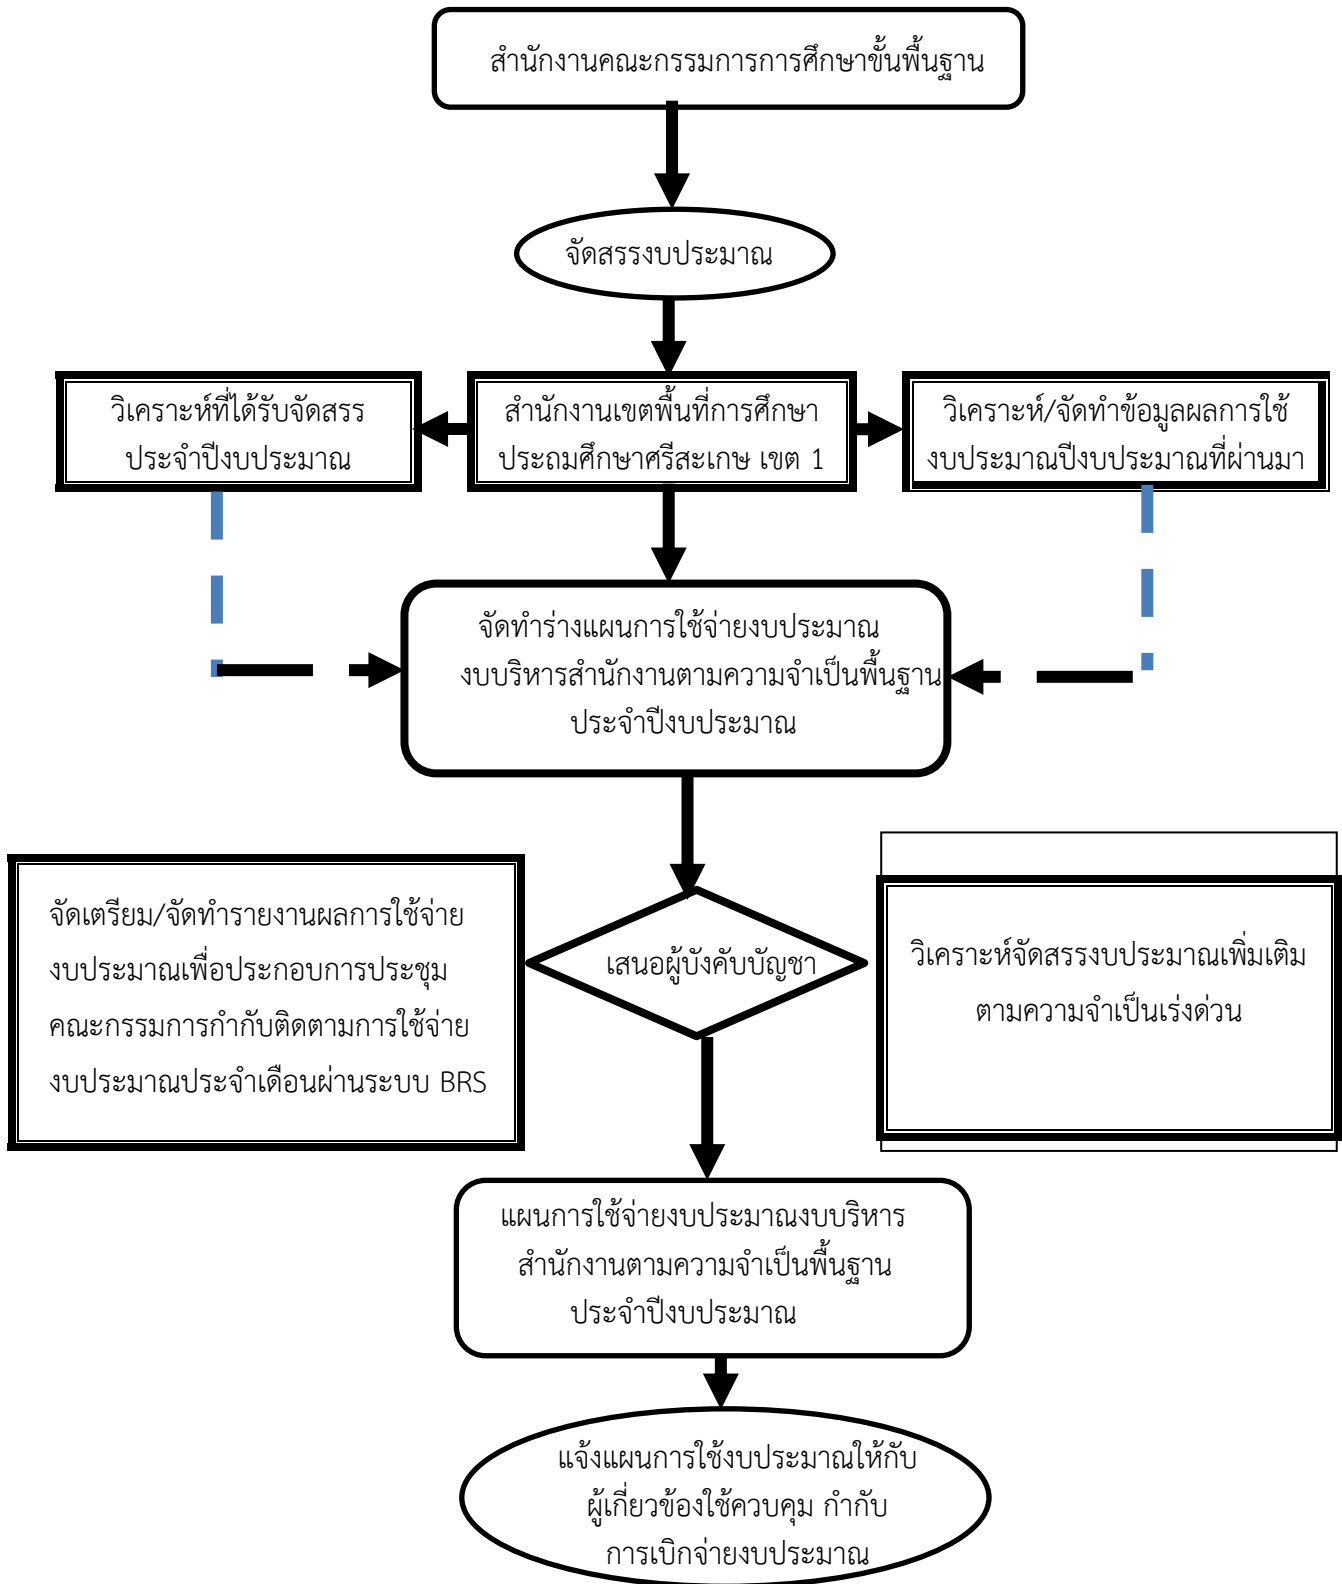 สำนักงานคณะกรรมการการศึกษาขั้นพื้นฐาน
จัดสรรงบประมาณ
วิเคราะห์ที่ได้รับจัดสรร
ประจำปีงบประมาณ
สำนักงานเขตพื้นที่การศึกษา
ประถมศึกษาศรีสะเกษ เขต 1
วิเคราะห์/จัดทำข้อมูลผลการใช้
งบประมาณปีงบประมาณที่ผ่านมา
จัดทำร่างแผนการใช้จ่ายงบประมาณ
งบบริหารสำนักงานตามความจำเป็นพื้นฐาน
ประจำปีงบประมาณ
จัดเตรียม/จัดทำรายงานผลการใช้จ่าย
งบประมาณเพื่อประกอบการประชุม
คณะกรรมการกำกับติดตามการใช้จ่าย
งบประมาณประจำเดือนผ่านระบบ BRS
เสนอผู้บังคับบัญชา
วิเคราะห์จัดสรรงบประมาณเพิ่มเติม
ตามความจำเป็นเร่งด่วน
แผนการใช้จ่ายงบประมาณงบบริหาร
สำนักงานตามความจำเป็นพื้นฐาน
ประจำปีงบประมาณ
แจ้งแผนการใช้งบประมาณให้กับ
ผู้เกี่ยวข้องใช้ควบคุม กำกับ
การเบิกจ่ายงบประมาณ